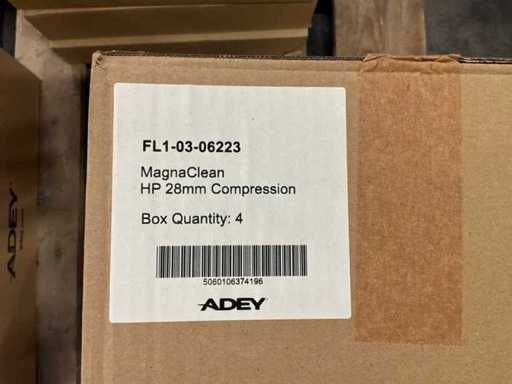 FL1-03-06223
MagnaClean
HP 28mm Compression
Box Quantity: 4
5060106374196
ADEY
ADEY